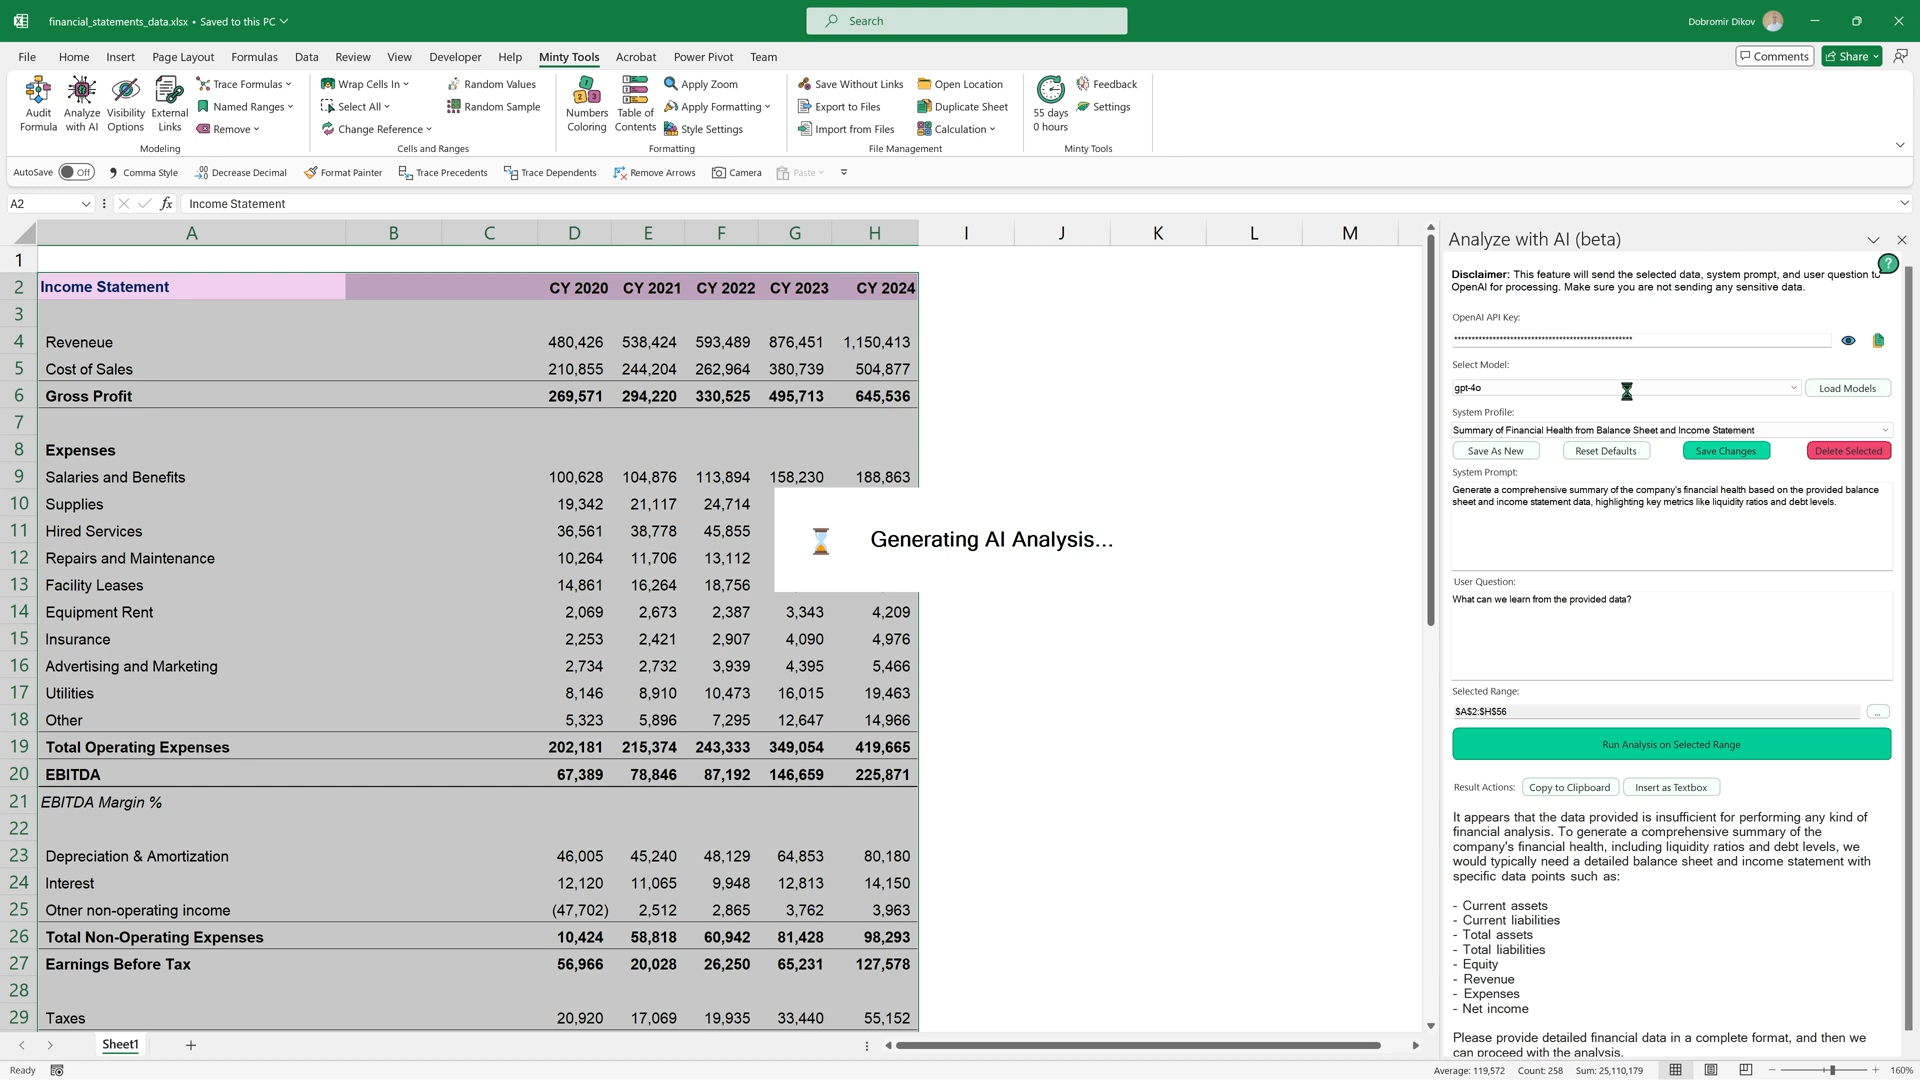 financial_statements_data.xlsx • Saved to this PC
Search
Dobromir Dikov
File Home Insert Page Layout Formulas Data Review View Developer Help Minty Tools Acrobat Power Pivot Team
Comments Share
Audit Formula
Analyze with AI
Visibility Options
External Links
Trace Formulas
Named Ranges
Remove
Modeling
Wrap Cells In
Select All
Change Reference
Random Values
Random Sample
Cells and Ranges
Numbers Coloring
Table of Contents
Apply Zoom
Apply Formatting
Style Settings
Formatting
Save Without Links
Export to Files
Import from Files
Open Location
Duplicate Sheet
Calculation
File Management
55 days
0 hours
Feedback
Settings
Minty Tools
AutoSave Off Comma Style Decrease Decimal Format Painter Trace Precedents Trace Dependents Remove Arrows Camera Paste
A2 fx Income Statement
A B C D E F G H I J K L M
1
2 Income Statement CY 2020 CY 2021 CY 2022 CY 2023 CY 2024
3
4 Reveneue 480,426 538,424 593,489 876,451 1,150,413
5 Cost of Sales 210,855 244,204 262,964 380,739 504,877
6 Gross Profit 269,571 294,220 330,525 495,713 645,536
7
8 Expenses
9 Salaries and Benefits 100,628 104,876 113,894 158,230 188,863
10 Supplies 19,342 21,117 24,714
11 Hired Services 36,561 38,778 45,855
12 Repairs and Maintenance 10,264 11,706 13,112
13 Facility Leases 14,861 16,264 18,756
Generating AI Analysis...
14 Equipment Rent 2,069 2,673 2,387 3,343 4,209
15 Insurance 2,253 2,421 2,907 4,090 4,976
16 Advertising and Marketing 2,734 2,732 3,939 4,395 5,466
17 Utilities 8,146 8,910 10,473 16,015 19,463
18 Other 5,323 5,896 7,295 12,647 14,966
19 Total Operating Expenses 202,181 215,374 243,333 349,054 419,665
20 EBITDA 67,389 78,846 87,192 146,659 225,871
21 EBITDA Margin %
22
23 Depreciation & Amortization 46,005 45,240 48,129 64,853 80,180
24 Interest 12,120 11,065 9,948 12,813 14,150
25 Otner non-operating income (47,702) 2,512 2,865 3,762 3,963
26 Total Non-Operating Expenses 10,424 58,818 60,942 81,428 98,293
27 Earnings Before Tax 56,966 20,028 26,250 65,231 127,578
28
29 Taxes 20,920 17,069 19,935 33,440 55,152
Sheet1
Ready
Average: 119,572 Count: 258 Sum: 25,110,179
160%
Analyze with AI (beta)
?
Disclaimer: This feature will send the selected data, system prompt, and user question to
OpenAI for processing. Make sure you are not sending any sensitive data.
OpenAI API Key:
Select Model:
gpt-4o Load Models
System Profile:
Summary of Financial Health from Balance Sheet and Income Statement
Save As New Reset Defaults Save Changes Delete Selected
System Prompt:
Generate a comprehensive summary of the company's financial health based on the provided balance
sheet and income statement data, highlighting key metrics like liquidity ratios and debt levels.
User Question:
What can we learn from the provided data?
Selected Range:
$A$2:$H$56 ...
Run Analysis on Selected Range
Result Actions: Copy to Clipboard Insert as Textbox
It appears that the data provided is insufficient for performing any kind of
financial analysis. To generate a comprehensive summary of the
company's financial health, including liquidity ratios and debt levels, we
would typically need a detailed balance sheet and income statement with
specific data points such as:
- Current assets
- Current liabilities
- Total assets
- Total liabilities
- Equity
- Revenue
- Expenses
- Net income
Please provide detailed financial data in a complete format, and then we
can proceed with the analysis.